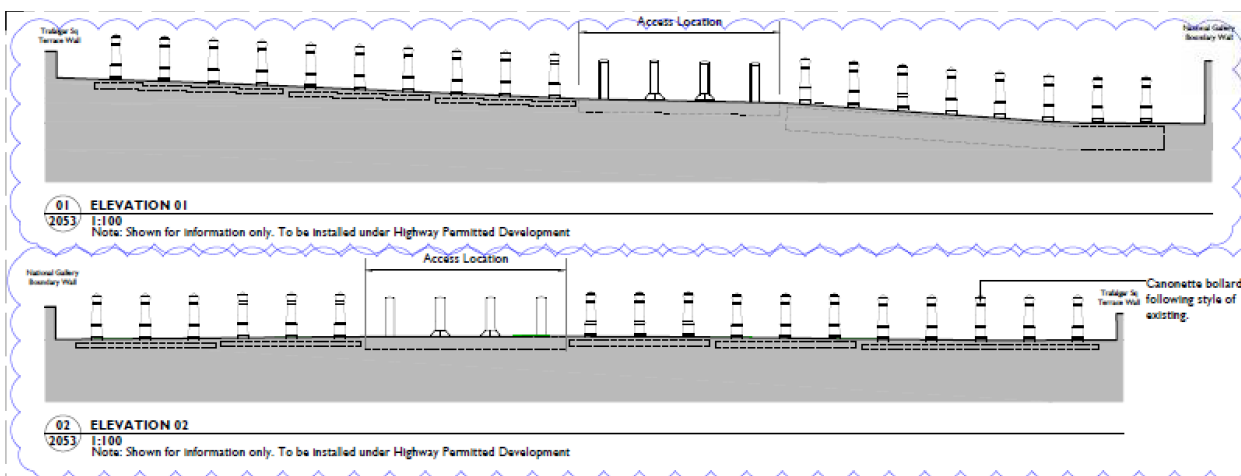 Access Location
Trafalgar Sq
Terrace Wall
National Gallery
Boundary Wall
01 ELEVATION 01
2053 1:100
Note: Shown for information only. To be installed under Highway Permitted Development
Access Location
National Gallery
Boundary Wall
Trafalgar Sq
Terrace Wall
Canonette bollard
following style of
existing.
02 ELEVATION 02
2053 1:100
Note: Shown for information only. To be installed under Highway Permitted Development